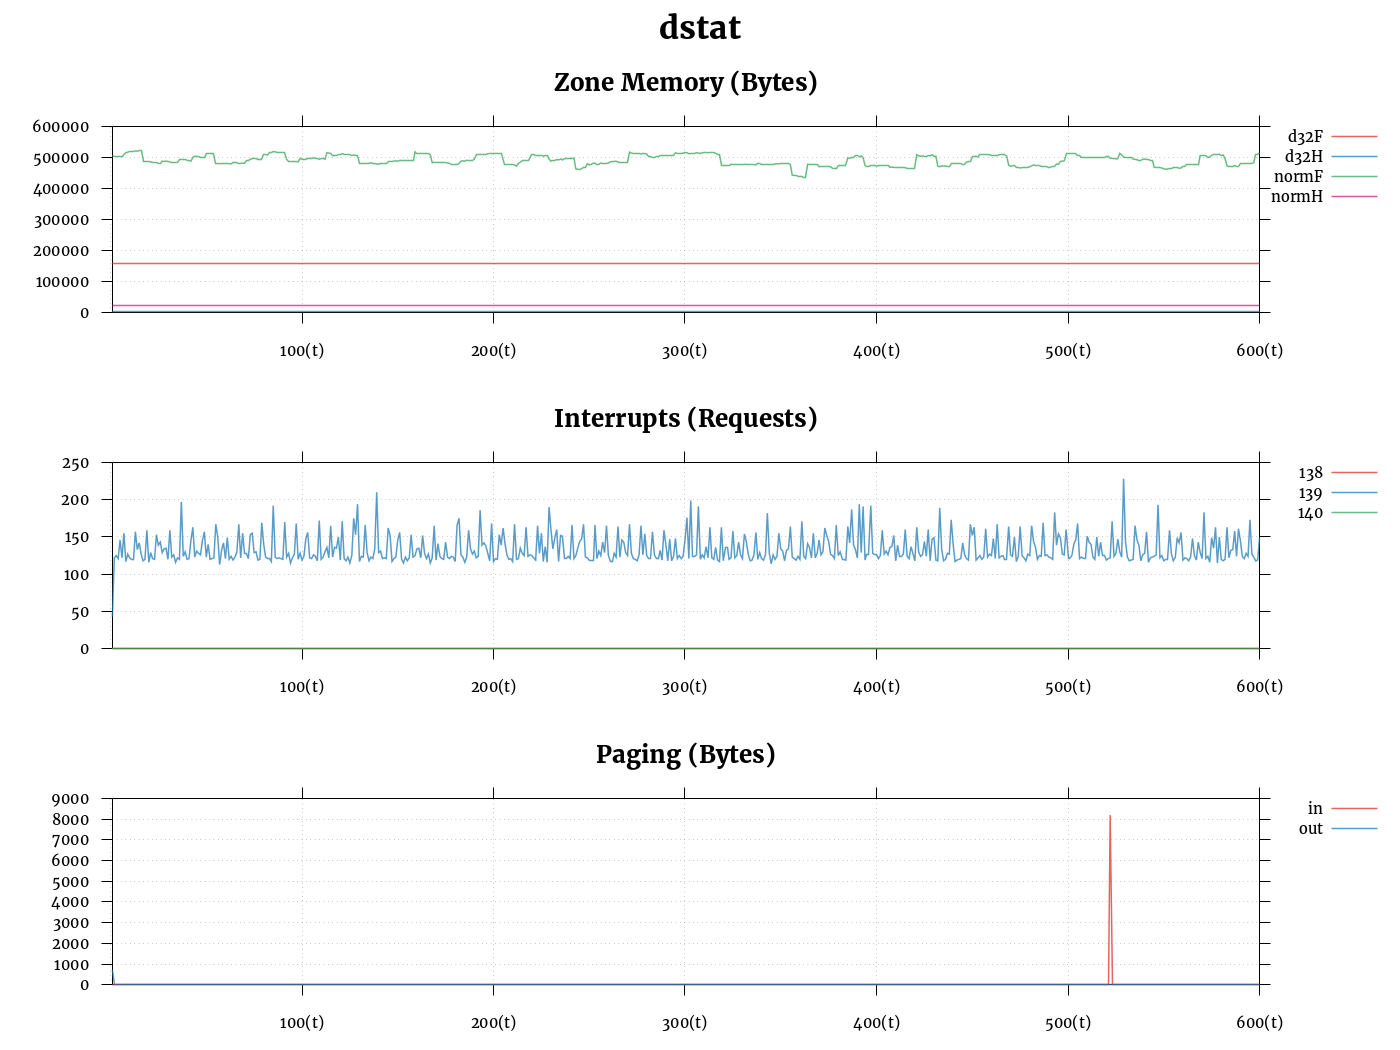 dstat
Zone Memory (Bytes)
600000
500000
400000
300000
200000
100000
0
100(t) 200(t) 300(t) 400(t) 500(t) 600(t)
d32F
d32H
normF
normH
Interrupts (Requests)
250
200
150
100
50
0
100(t) 200(t) 300(t) 400(t) 500(t) 600(t)
138
139
140
Paging (Bytes)
9000
8000
7000
6000
5000
4000
3000
2000
1000
0
100(t) 200(t) 300(t) 400(t) 500(t) 600(t)
in
out